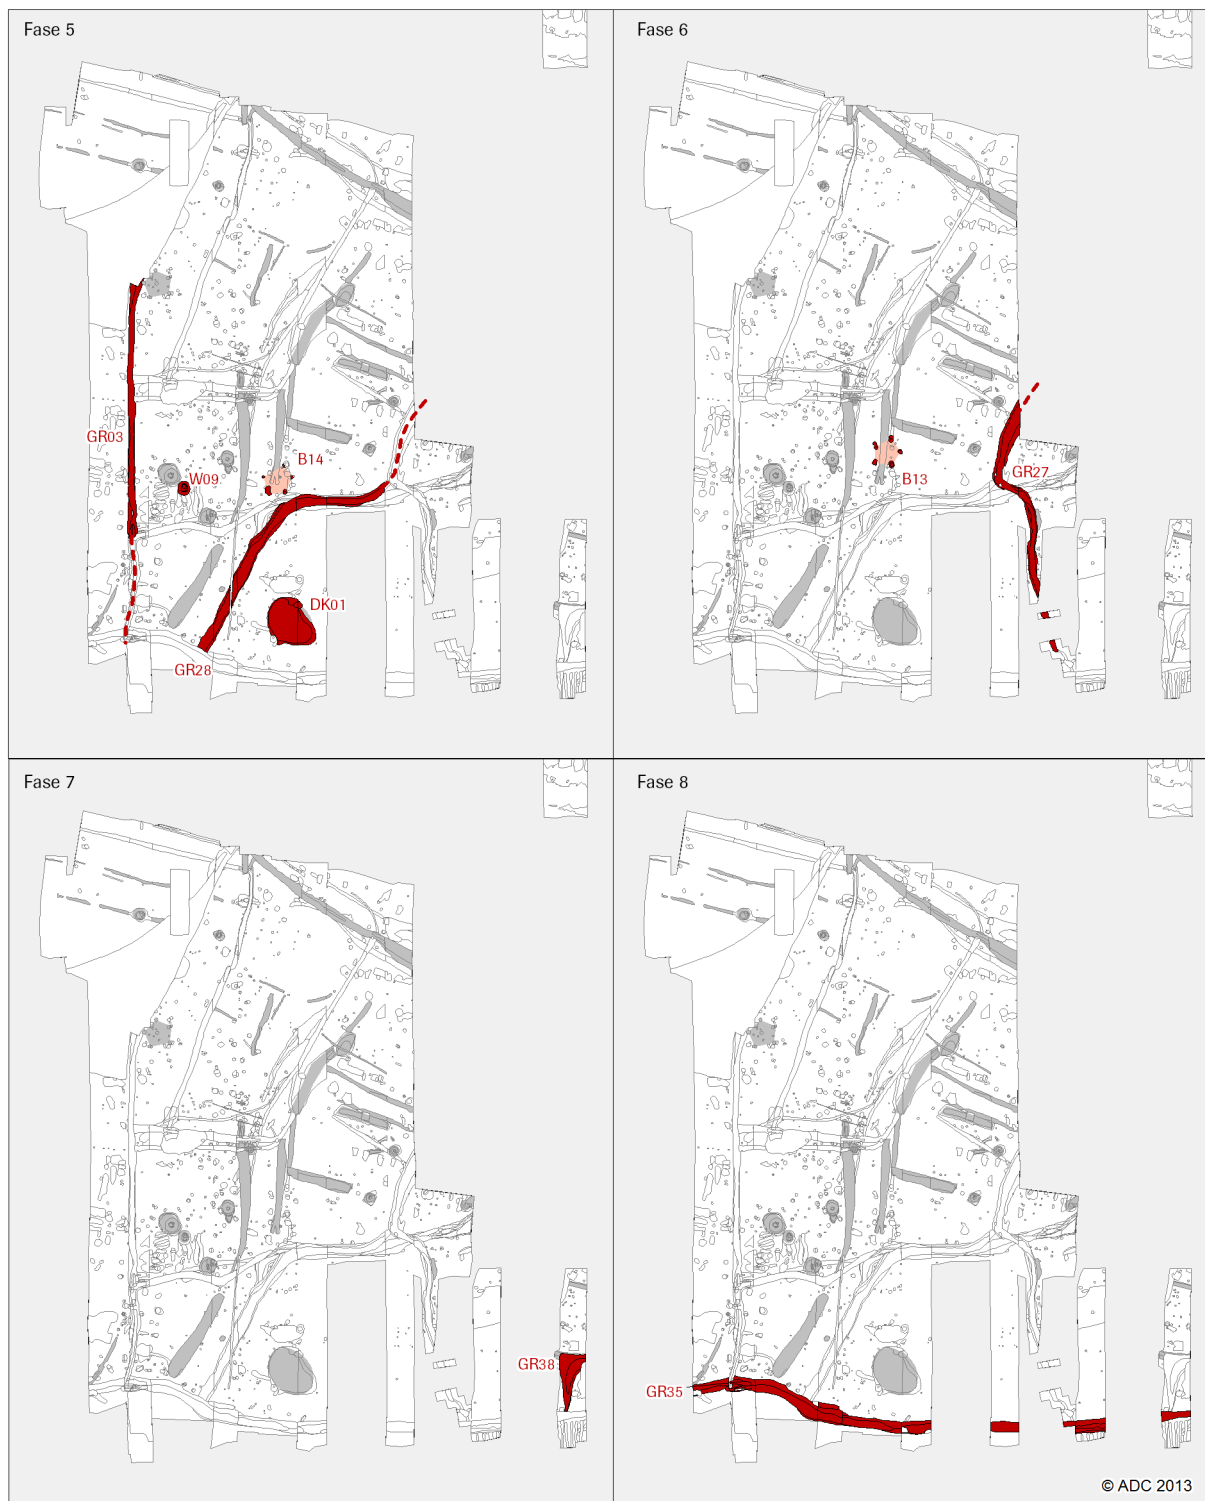 Fase 5
GR03
W09
B14
DK01
GR28
Fase 6
B13
GR27
Fase 7
GR38
Fase 8
GR35
© ADC 2013